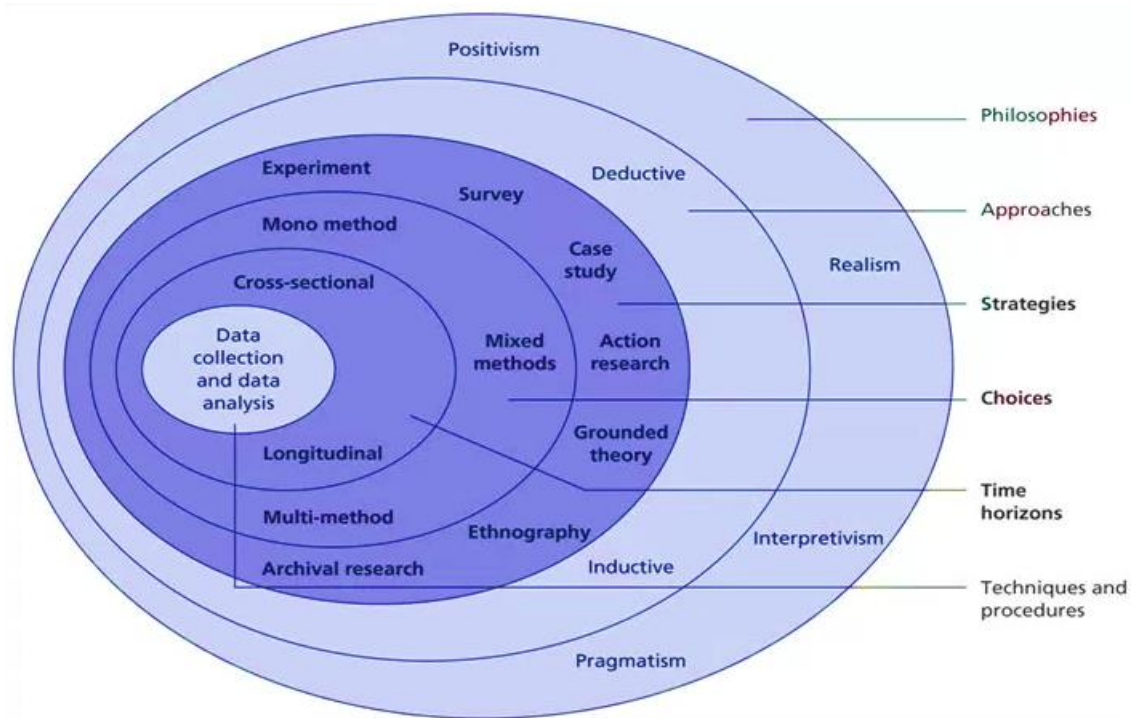 Positivism
Philosophies
Deductive
Approaches
Experiment
Survey
Mono method
Case
study
Realism
Cross-sectional
Strategies
Data
collection
and data
analysis
Mixed
methods
Action
research
Choices
Longitudinal
Grounded
theory
Time
horizons
Multi-method
Ethnography
Interpretivism
Archival research
Inductive
Techniques and
procedures
Pragmatism